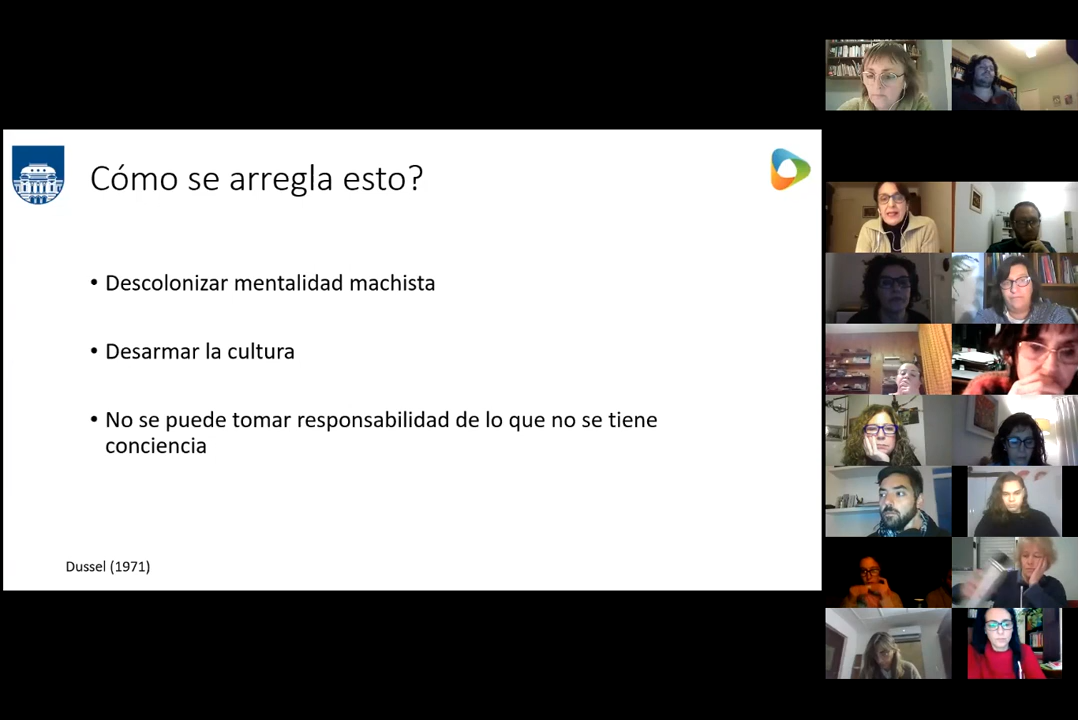 Cómo se arregla esto?
• Descolonizar mentalidad machista
• Desarmar la cultura
• No se puede tomar responsabilidad de lo que no se tiene
conciencia
Dussel (1971)